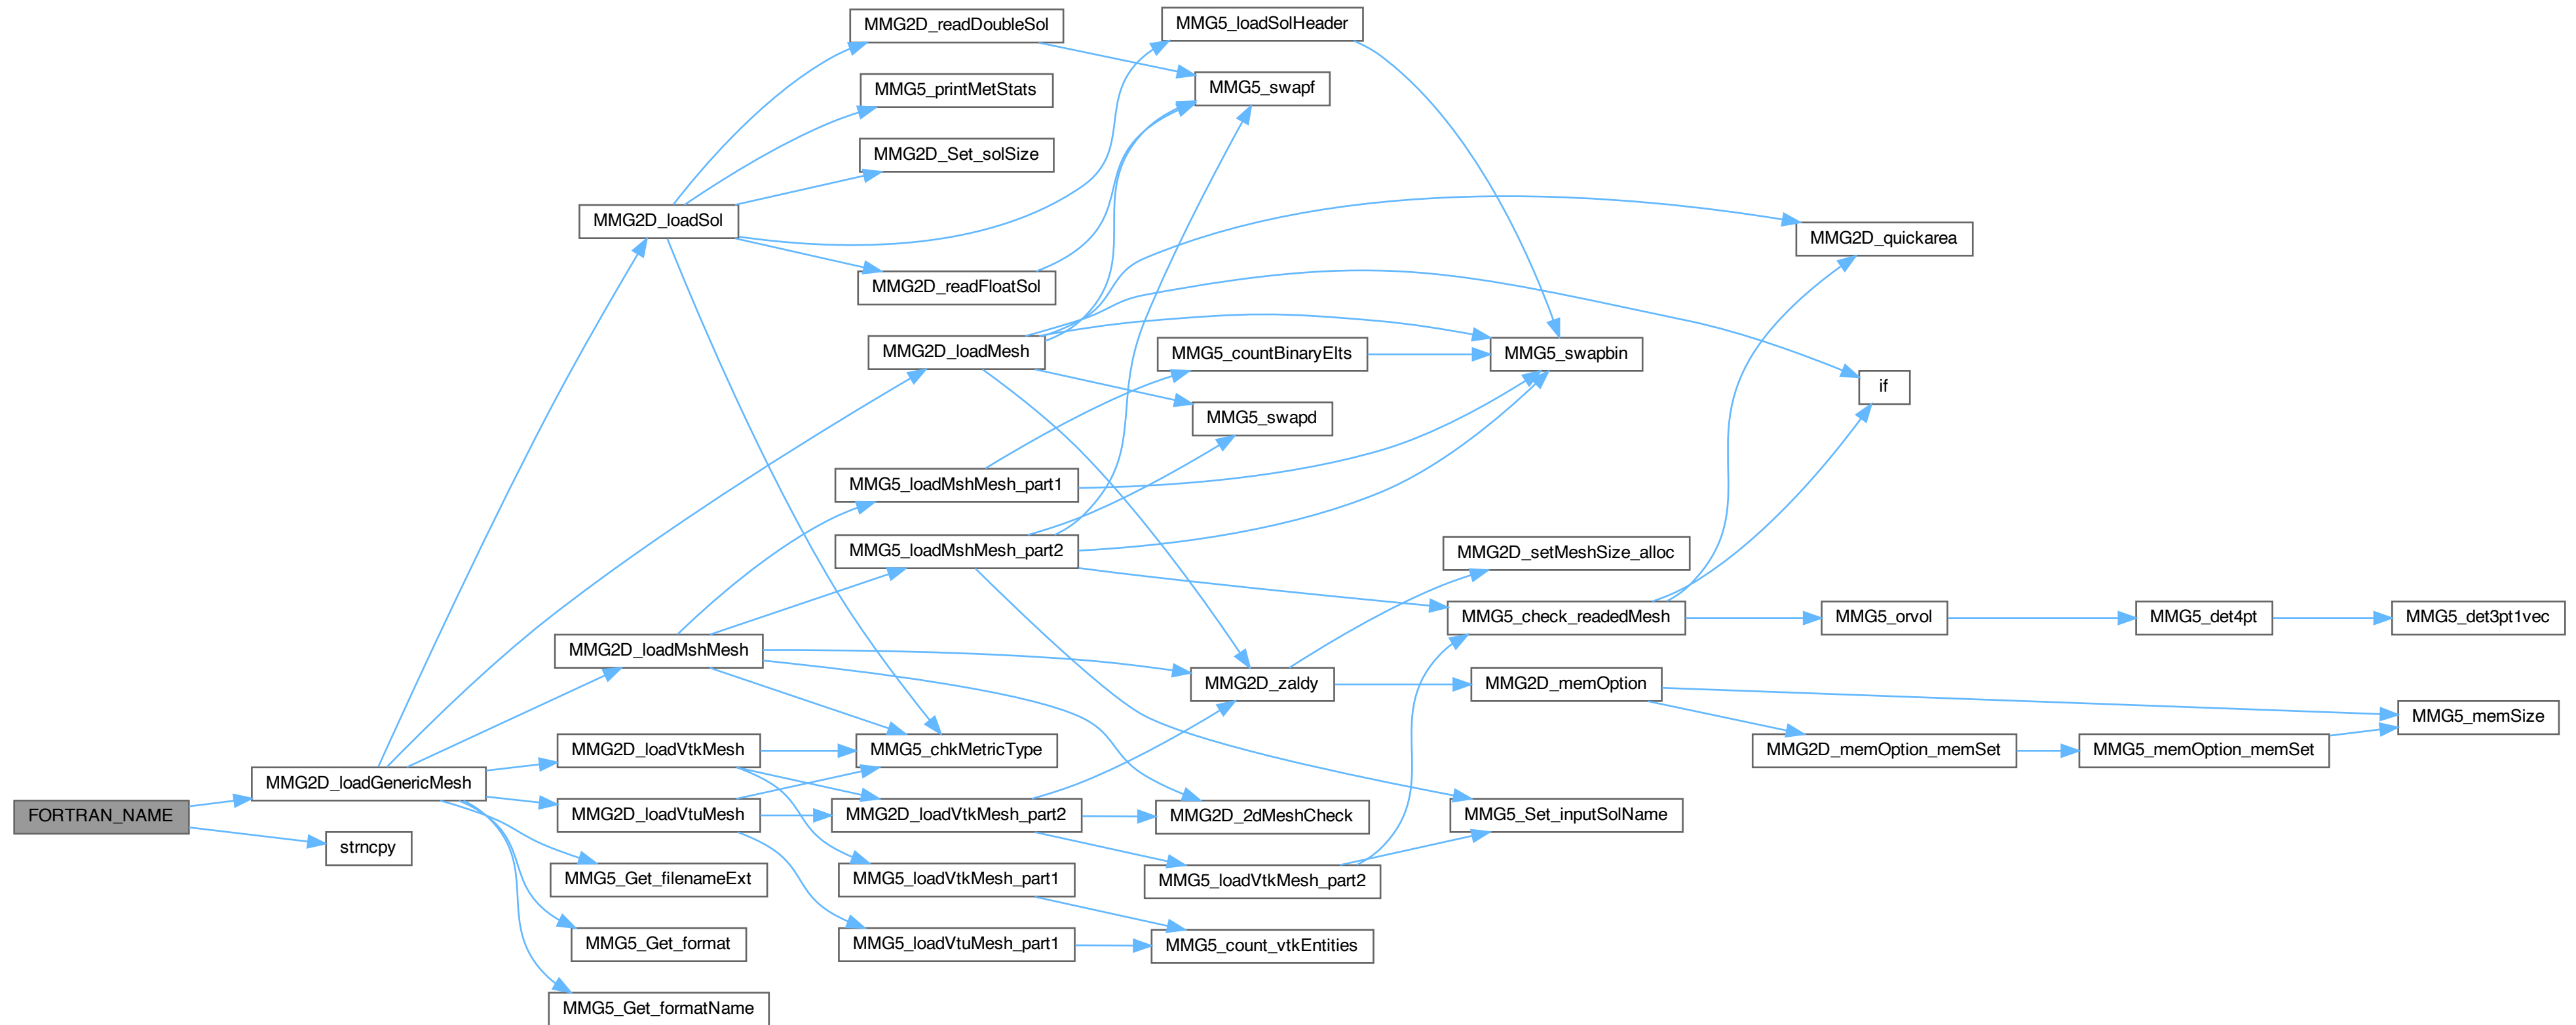 MMG2D_readDoubleSol
MMG5_loadSolHeader
MMG5_printMetStats
MMG5_swapf
MMG2D_Set_solSize
MMG2D_loadSol
MMG2D_quickarea
MMG2D_readFloatSol
MMG2D_loadMesh
MMG5_countBinaryElts
MMG5_swapbin
if
MMG5_swapd
MMG5_loadMshMesh_part1
MMG5_loadMshMesh_part2
MMG2D_setMeshSize_alloc
MMG5_check_readedMesh
MMG5_orvol
MMG5_det4pt
MMG5_det3pt1vec
MMG2D_loadMshMesh
MMG2D_zaldy
MMG2D_memOption
MMG5_memSize
MMG2D_loadVtkMesh
MMG5_chkMetricType
MMG2D_memOption_memSet
MMG5_memOption_memSet
MMG2D_loadGenericMesh
FORTRAN_NAME
MMG2D_loadVtuMesh
MMG2D_loadVtkMesh_part2
MMG2D_2dMeshCheck
MMG5_Set_inputSolName
strncpy
MMG5_Get_filenameExt
MMG5_loadVtkMesh_part1
MMG5_loadVtkMesh_part2
MMG5_Get_format
MMG5_loadVtuMesh_part1
MMG5_count_vtkEntities
MMG5_Get_formatName